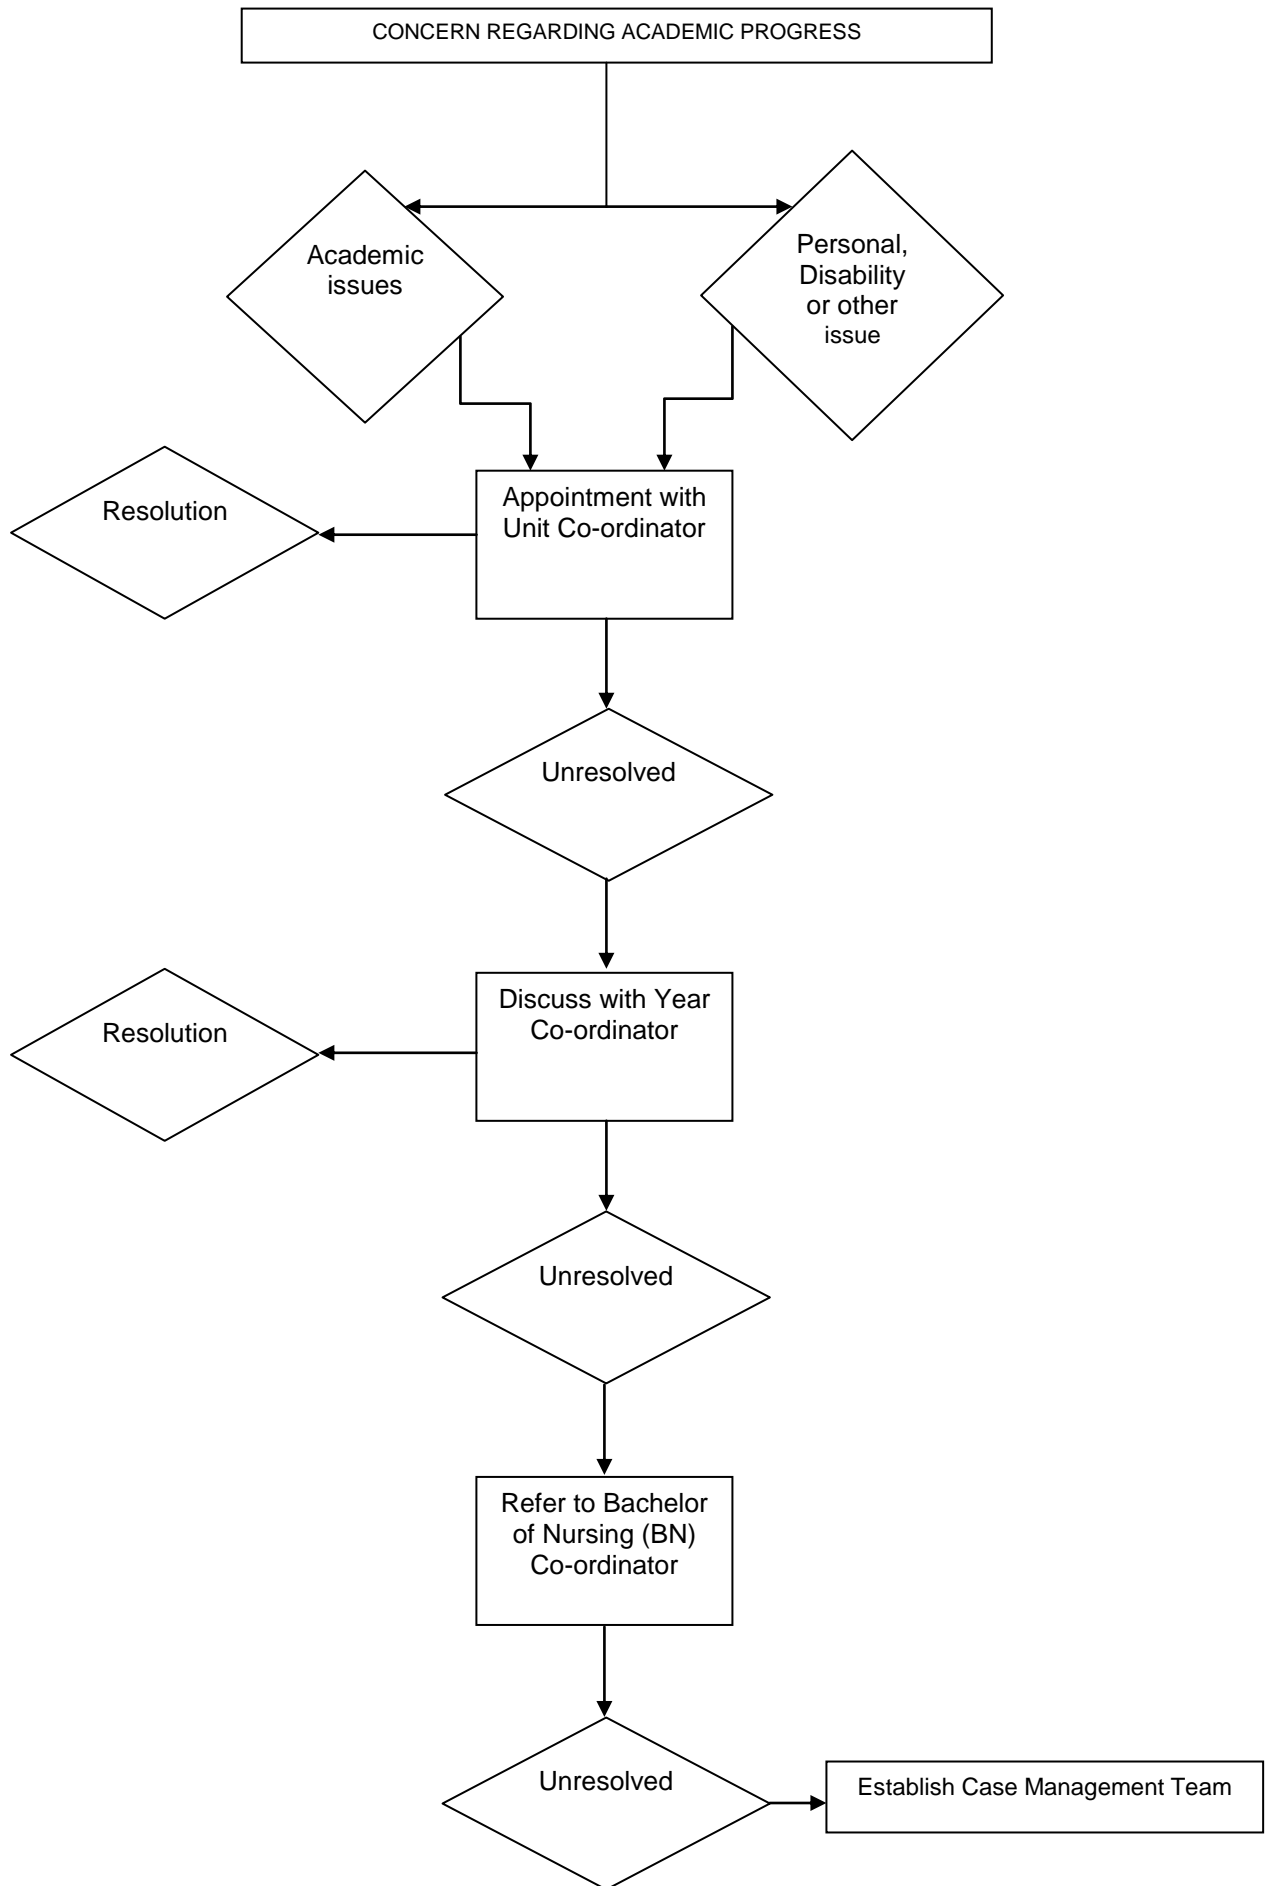 CONCERN REGARDING ACADEMIC PROGRESS
Academic
issues
Personal,
Disability
or other
issue
Resolution
Appointment with
Unit Co-ordinator
Unresolved
Resolution
Discuss with Year
Co-ordinator
Unresolved
Refer to Bachelor
of Nursing (BN)
Co-ordinator
Unresolved
Establish Case Management Team